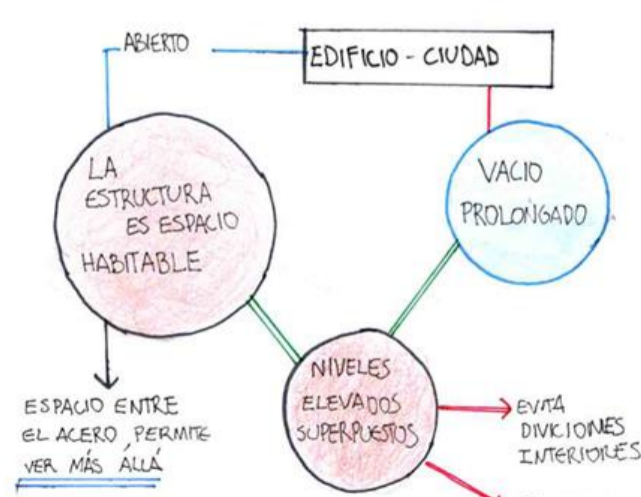 ABIERTO
EDIFICIO - CIUDAD
LA
ESTRUCTURA
ES ESPACIO
HABITABLE
VACIO
PROLONGADO
NIVELES
ELEVADOS
SUPERPUESTOS
ESPACIO ENTRE
EL ACERO, PERMITE
VER MÁS ÁLLÁ
EVITA
DIVICIONES
INTERIORES